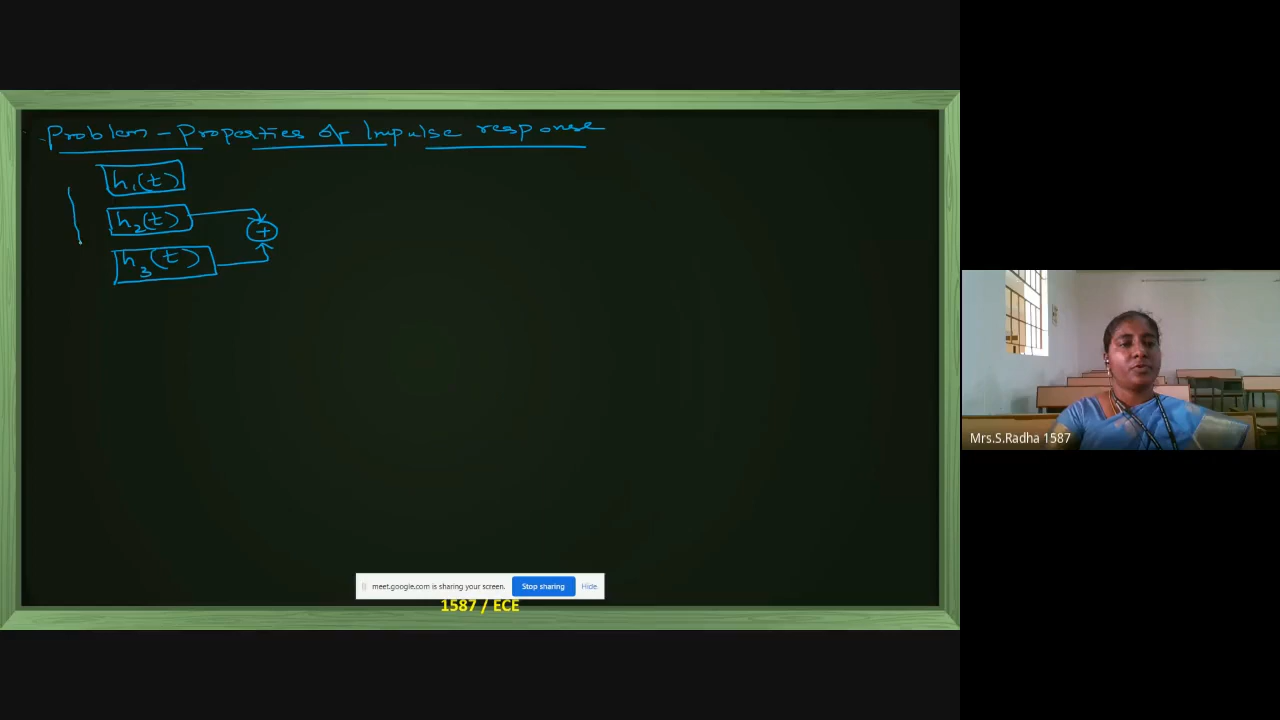 Problem - Properties of Impulse response
h₁(t)
h₂(t)
+
h₃(t)
Mrs.S.Radha 1587
meet.google.com is sharing your screen. Stop sharing Hide
1587 / ECE